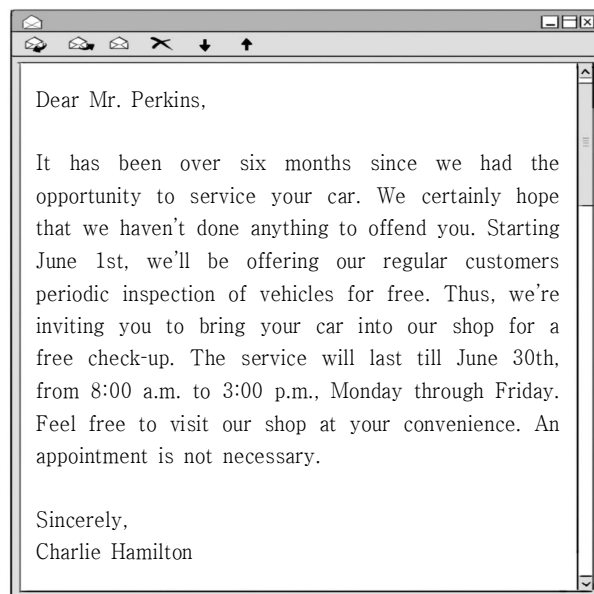 Dear Mr. Perkins,
It has been over six months since we had the
opportunity to service your car. We certainly hope
that we haven't done anything to offend you. Starting
June 1st, we'll be offering our regular customers
periodic inspection of vehicles for free. Thus, we're
inviting you to bring your car into our shop for a
free check-up. The service will last till June 30th,
from 8:00 a.m. to 3:00 p.m., Monday through Friday.
Feel free to visit our shop at your convenience. An
appointment is not necessary.
Sincerely,
Charlie Hamilton